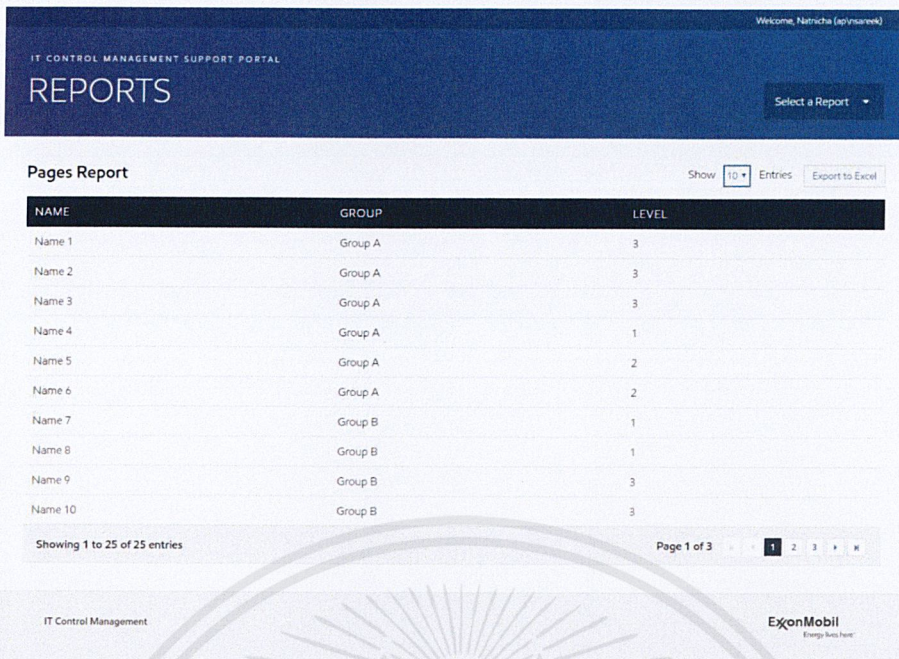 Welcome, Natnicha (ap\nsareek)
IT CONTROL MANAGEMENT SUPPORT PORTAL
REPORTS
Select a Report
Pages Report
Show 10 Entries Export to Excel
NAME GROUP LEVEL
Name 1 Group A 3
Name 2 Group A 3
Name 3 Group A 3
Name 4 Group A 1
Name 5 Group A 2
Name 6 Group A 2
Name 7 Group B 1
Name 8 Group B 1
Name 9 Group B 3
Name 10 Group B 3
Showing 1 to 25 of 25 entries Page 1 of 3 1 2 3
IT Control Management ExxonMobil
Energy lives here™